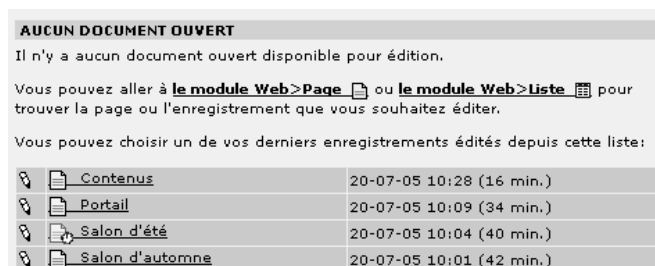 AUCUN DOCUMENT OUVERT
Il n'y a aucun document ouvert disponible pour édition.
Vous pouvez aller à le module Web>Page ou le module Web>Liste pour
trouver la page ou l'enregistrement que vous souhaitez éditer.
Vous pouvez choisir un de vos derniers enregistrements édités depuis cette liste:
Contenus 20-07-05 10:28 (16 min.)
Portail 20-07-05 10:09 (34 min.)
Salon d'été 20-07-05 10:04 (40 min.)
Salon d'automne 20-07-05 10:01 (42 min.)